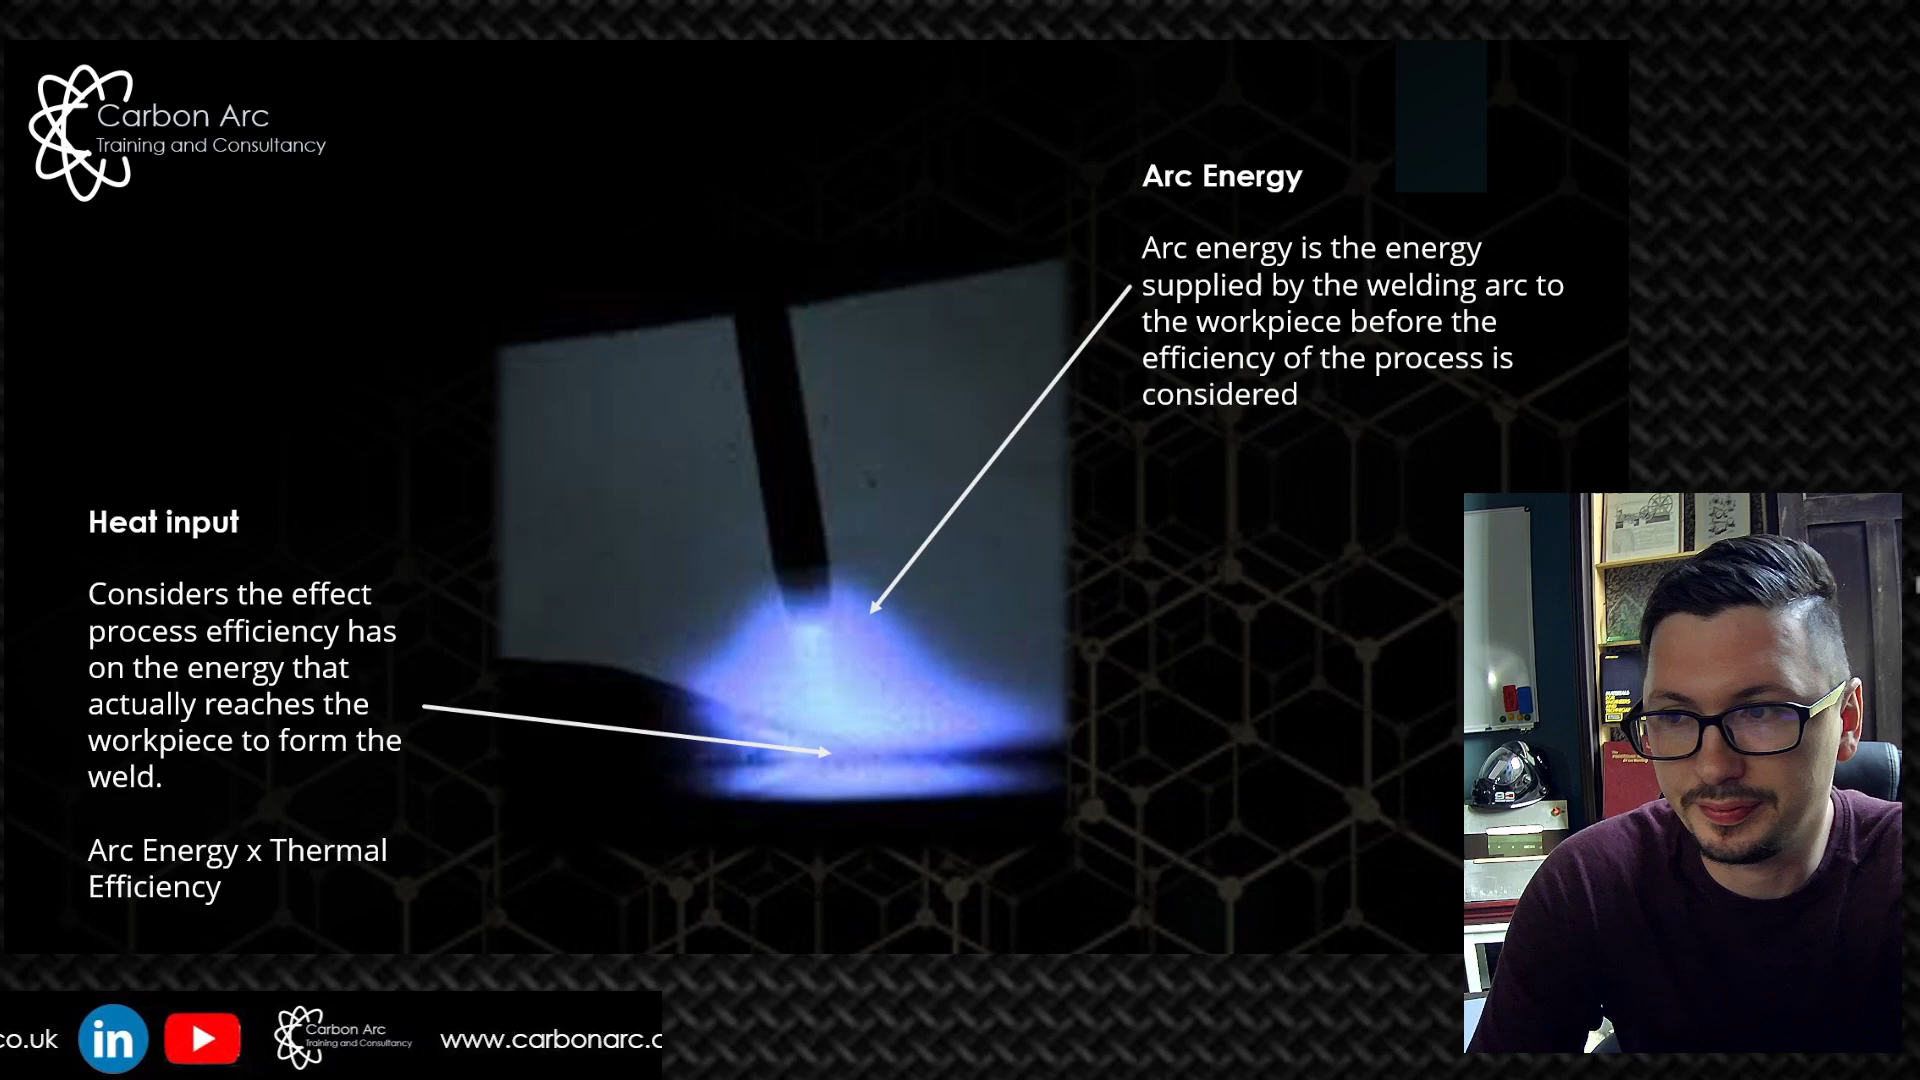 Carbon Arc
Training and Consultancy
Arc Energy
Arc energy is the energy
supplied by the welding arc to
the workpiece before the
efficiency of the process is
considered
Heat input
Considers the effect
process efficiency has
on the energy that
actually reaches the
workpiece to form the
weld.
Arc Energy x Thermal
Efficiency
co.uk
in
Carbon Arc
Training and Consultancy
www.carbonarc.c